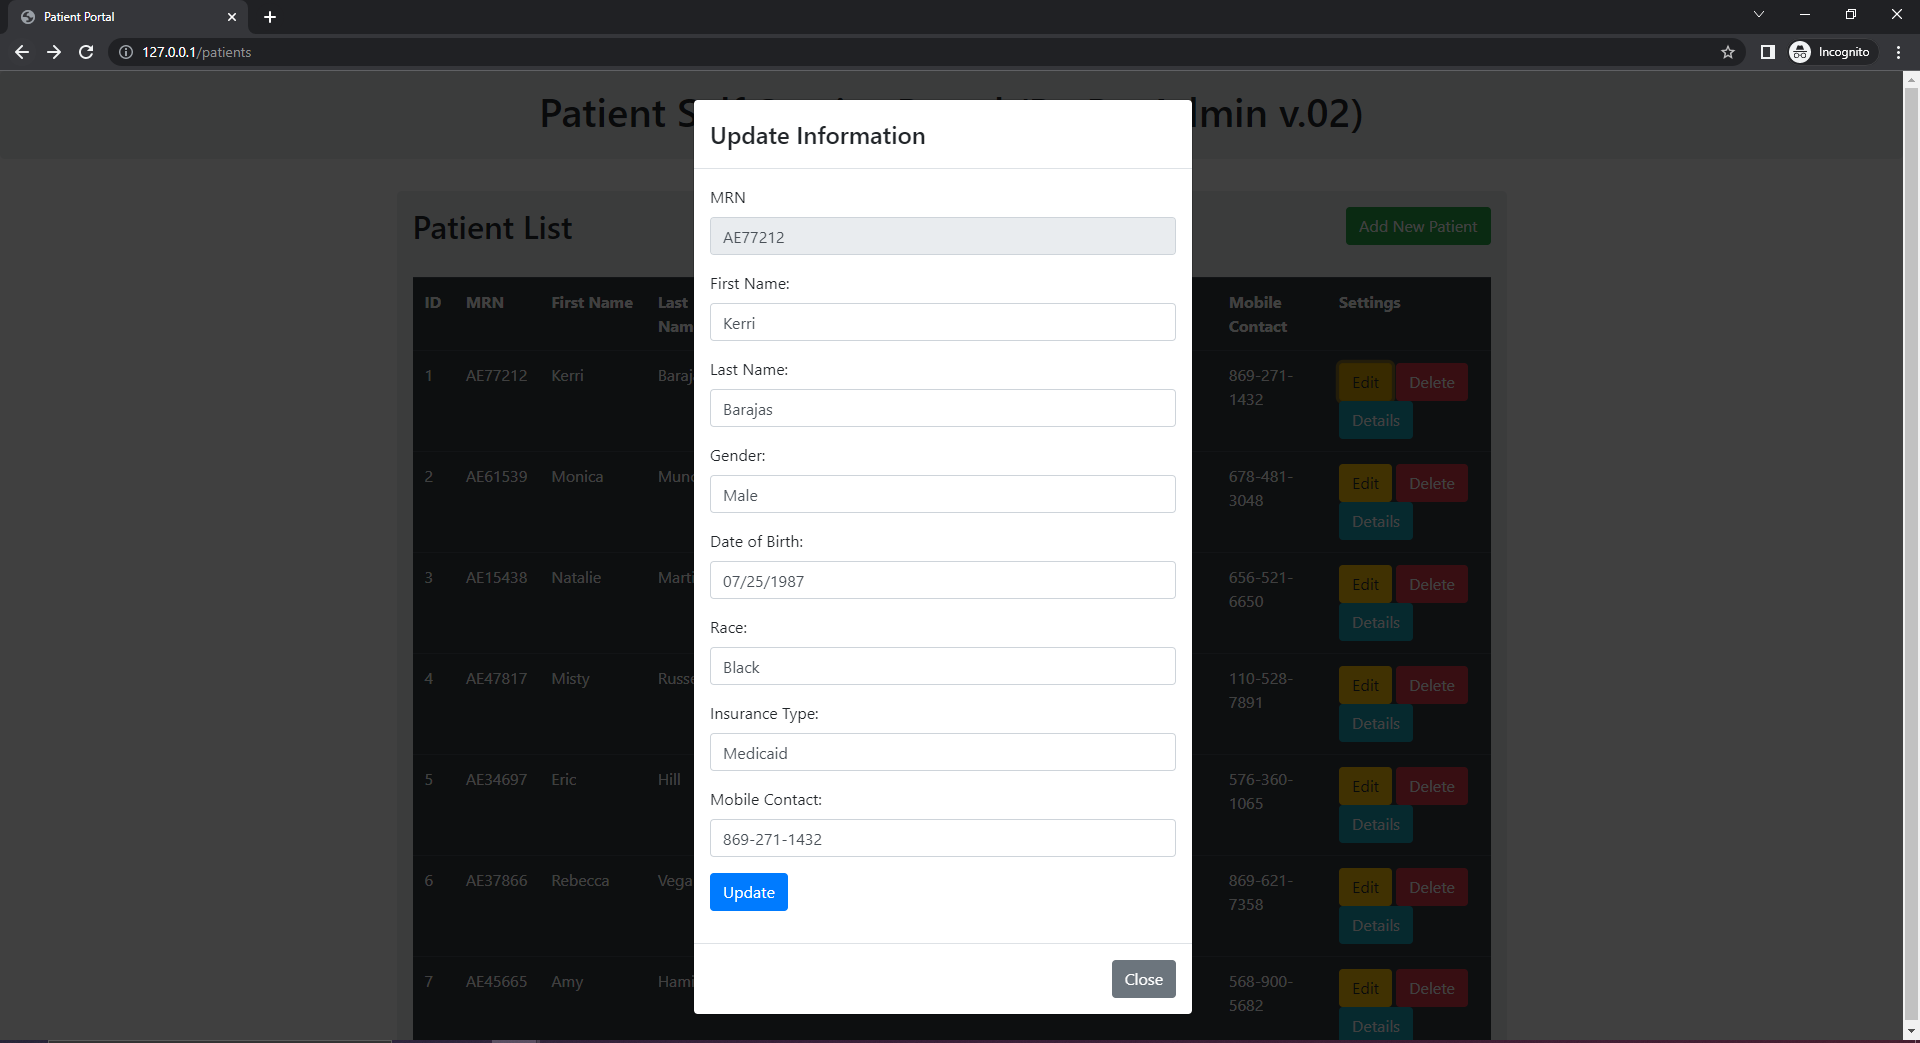 Patient Portal
127.0.0.1/patients
Incognito
Patient S
lmin v.02)
Update Information
MRN
AE77212
First Name:
Kerri
Last Name:
Barajas
Gender:
Male
Date of Birth:
07/25/1987
Race:
Black
Insurance Type:
Medicaid
Mobile Contact:
869-271-1432
Update
Close
Patient List
Add New Patient
ID MRN First Name Last Mobile Settings
Nam Contact
1 AE77212 Kerri Baraj 869-271- Edit Delete
1432
Details
2 AE61539 Monica Mun 678-481- Edit Delete
3048
Details
3 AE15438 Natalie Marti 656-521- Edit Delete
6650
Details
4 AE47817 Misty Russe 110-528- Edit Delete
7891
Details
5 AE34697 Eric Hill 576-360- Edit Delete
1065
Details
6 AE37866 Rebecca Vega 869-621- Edit Delete
7358
Details
7 AE45665 Amy Hami 568-900- Edit Delete
5682
Details